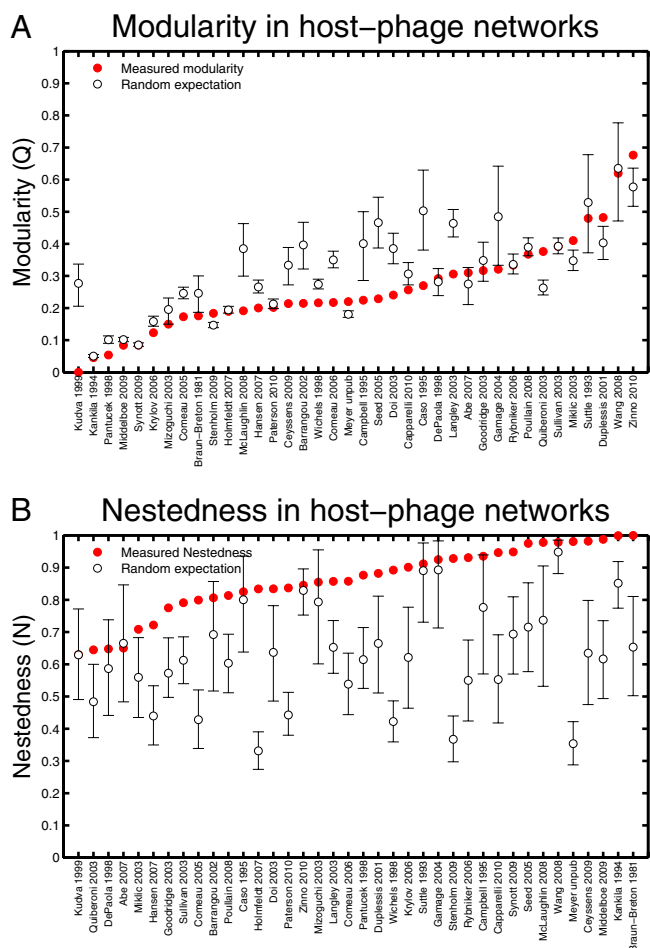 A
Modularity in host–phage networks
Measured modularity
Random expectation
Modularity (Q)
1
0.9
0.8
0.7
0.6
0.5
0.4
0.3
0.2
0.1
0
Kudva 1999
Kankila 1994
Pantucek 1998
Middelboe 2009
Synott 2009
Krylov 2006
Mizoguchi 2003
Comeau 2005
Braun–Breton 1981
Stenholm 2009
Holmfeldt 2007
McLaughlin 2008
Hansen 2007
Paterson 2010
Ceyssens 2009
Barrangou 2002
Wichels 1998
Comeau 2006
Meyer unpub
Campbell 1995
Seed 2005
Doi 2003
Capparelli 2010
Caso 1995
DePaola 1998
Langley 2003
Abe 2007
Goodridge 2003
Gamage 2004
Rybniker 2006
Poullain 2008
Quiberoni 2003
Sullivan 2003
Miklic 2003
Suttle 1993
Duplessis 2001
Wang 2008
Zinno 2010
B
Nestedness in host–phage networks
Measured Nestedness
Random expectation
Nestedness (N)
1
0.9
0.8
0.7
0.6
0.5
0.4
0.3
0.2
0.1
0
Kudva 1999
Quiberoni 2003
DePaola 1998
Abe 2007
Miklic 2003
Hansen 2007
Goodridge 2003
Sullivan 2003
Comeau 2005
Barrangou 2002
Poullain 2008
Caso 1995
Holmfeldt 2007
Doi 2003
Paterson 2010
Zinno 2010
Mizoguchi 2003
Langley 2003
Comeau 2006
Pantucek 1998
Duplessis 2001
Wichels 1998
Krylov 2006
Suttle 1993
Gamage 2004
Stenholm 2009
Rybniker 2006
Campbell 1995
Capparelli 2010
Synott 2009
Seed 2005
McLaughlin 2008
Wang 2008
Meyer unpub
Ceyssens 2009
Middelboe 2009
Kankila 1994
Braun–Breton 1981